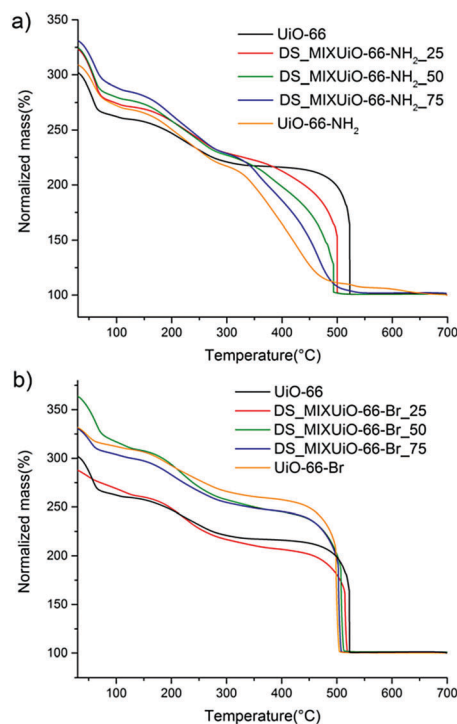 a)
UiO-66
DS_MIXUiO-66-NH₂_25
DS_MIXUiO-66-NH₂_50
DS_MIXUiO-66-NH₂_75
UiO-66-NH₂
Normalized mass(%)
350
300
250
200
150
100
100 200 300 400 500 600 700
Temperature(°C)
b)
UiO-66
DS_MIXUiO-66-Br_25
DS_MIXUiO-66-Br_50
DS_MIXUiO-66-Br_75
UiO-66-Br
Normalized mass(%)
350
300
250
200
150
100
100 200 300 400 500 600 700
Temperature(°C)